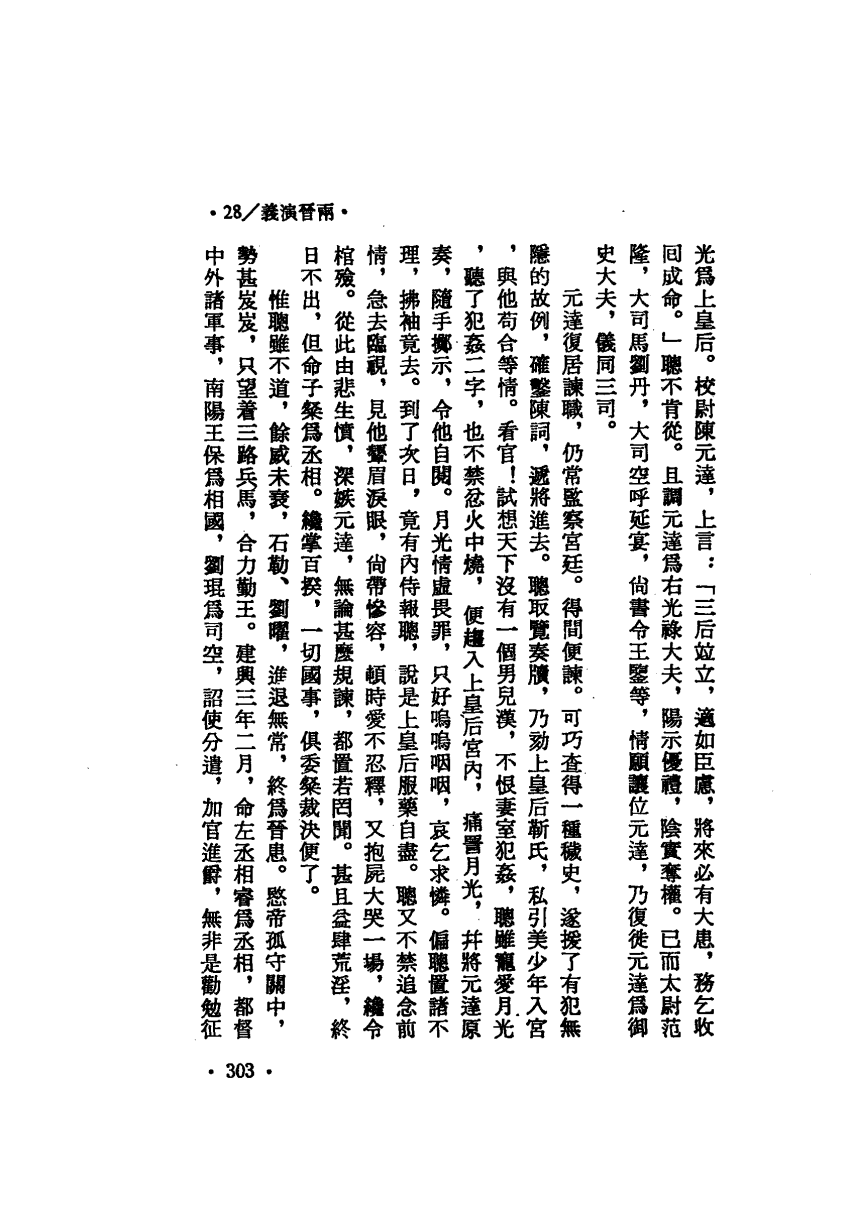 •28/義演晉兩•
光爲上皇后。校尉陳元達，上言：「三后竝立，適如臣慮，將來必有大患，務乞收
回成命。」聰不肯從。且調元達爲右光祿大夫，陽示優禮，陰實奪權。已而太尉范
隆，大司馬劉丹，大司空呼延宴，尙書令王鑒等，情願讓位元達，乃復徙元達爲御
史大夫，儀同三司。
元達復居諫職，仍常監察宮廷。得間便諫。可巧查得一種穢史，遂援了有犯無
隱的故例，確鑿陳詞，遞將進去。聰取覽奏牘，乃劾上皇后靳氏，私引美少年入宮
，與他苟合等情。看官！試想天下沒有一個男兒漢，不恨妻室犯姦，聰雖寵愛月光
，聽了犯姦二字，也不禁忿火中燒，便趨入上皇后宮內，痛詈月光，幷將元達原
奏，隨手擲示，令他自閱。月光情虛畏罪，只好嗚嗚咽咽，哀乞求憐。偏聰置諸不
理，拂袖竟去。到了次日，竟有內侍報聰，說是上皇后服藥自盡。聰又不禁追念前
情，急去臨視，見他顰眉淚眼，尙帶慘容，頓時愛不忍釋，又抱屍大哭一場，纔令
棺殮。從此由悲生憤，深嫉元達，無論甚麼規諫，都置若罔聞。甚且益肆荒淫，終
日不出，但命子粲爲丞相。纔掌百揆，一切國事，俱委粲裁決便了。
惟聰雖不道，餘威未衰，石勒、劉曜，進退無常，終爲晉患。愍帝孤守關中，
勢甚岌岌，只望着三路兵馬，合力勤王。建興三年二月，命左丞相睿爲丞相，都督
中外諸軍事，南陽王保爲相國，劉琨爲司空，詔使分遣，加官進爵，無非是勸勉征
•303•